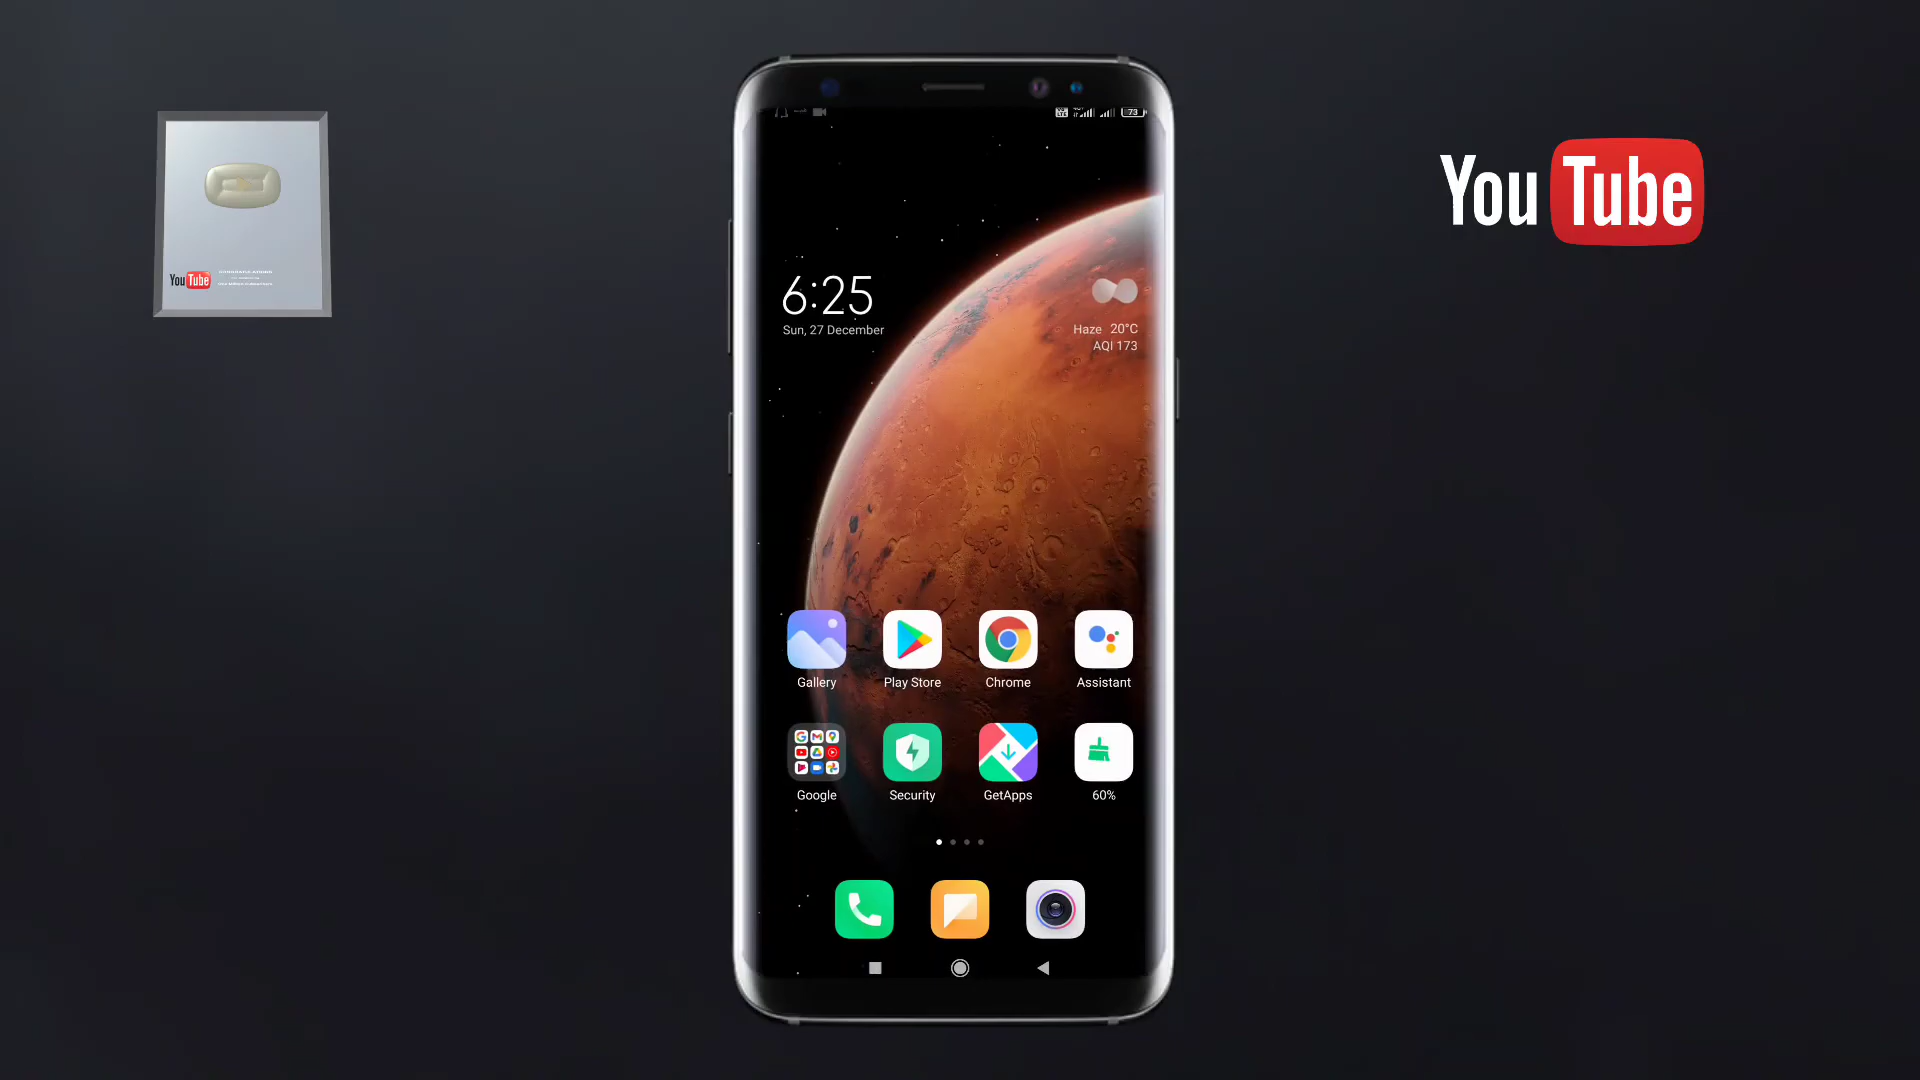 YouTube
YouTube
73
6:25
Sun, 27 December
Haze 20°C
AQI 173
Gallery
Play Store
Chrome
Assistant
Google
Security
GetApps
60%